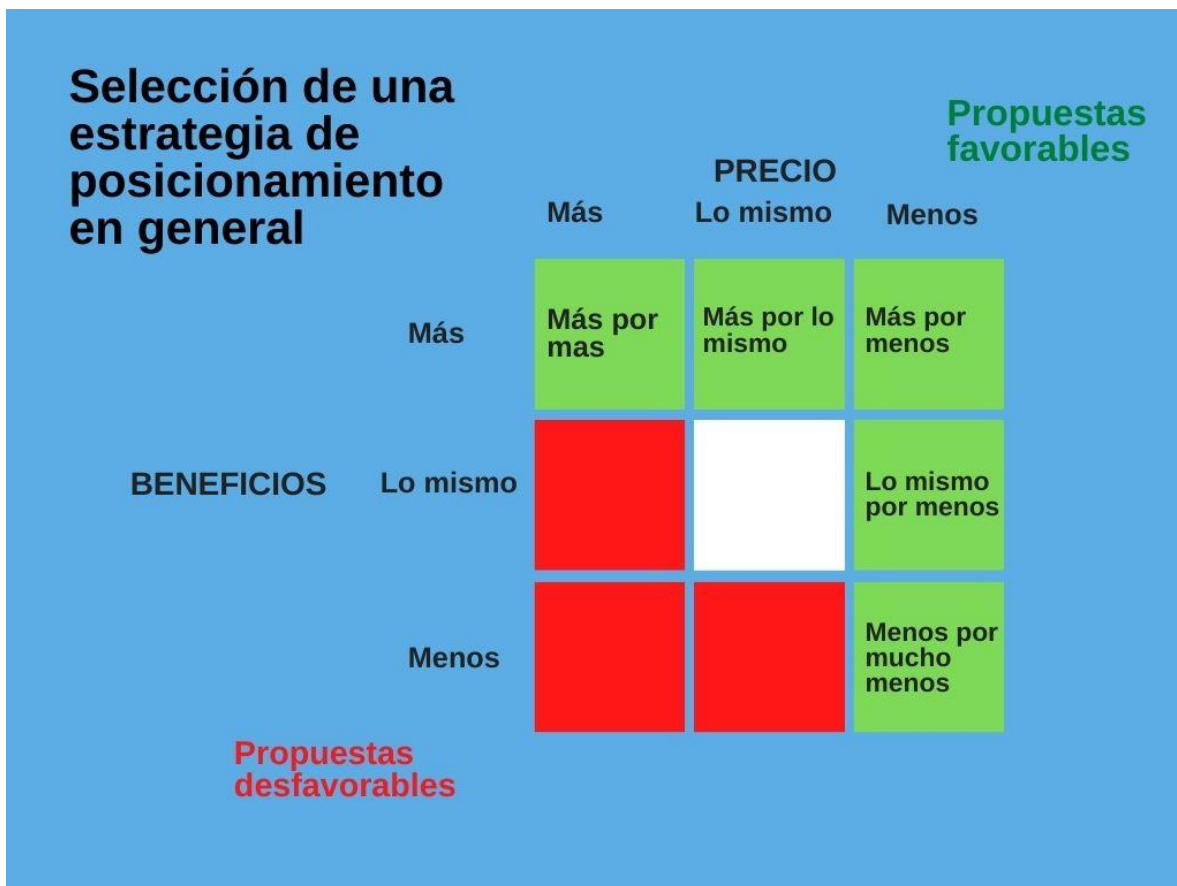 Selección de una
estrategia de
posicionamiento
en general
Propuestas
favorables
PRECIO
Más
Lo mismo
Menos
Más
Más por
mas
Más por lo
mismo
Más por
menos
BENEFICIOS
Lo mismo
Lo mismo
por menos
Menos
Menos por
mucho
menos
Propuestas
desfavorables